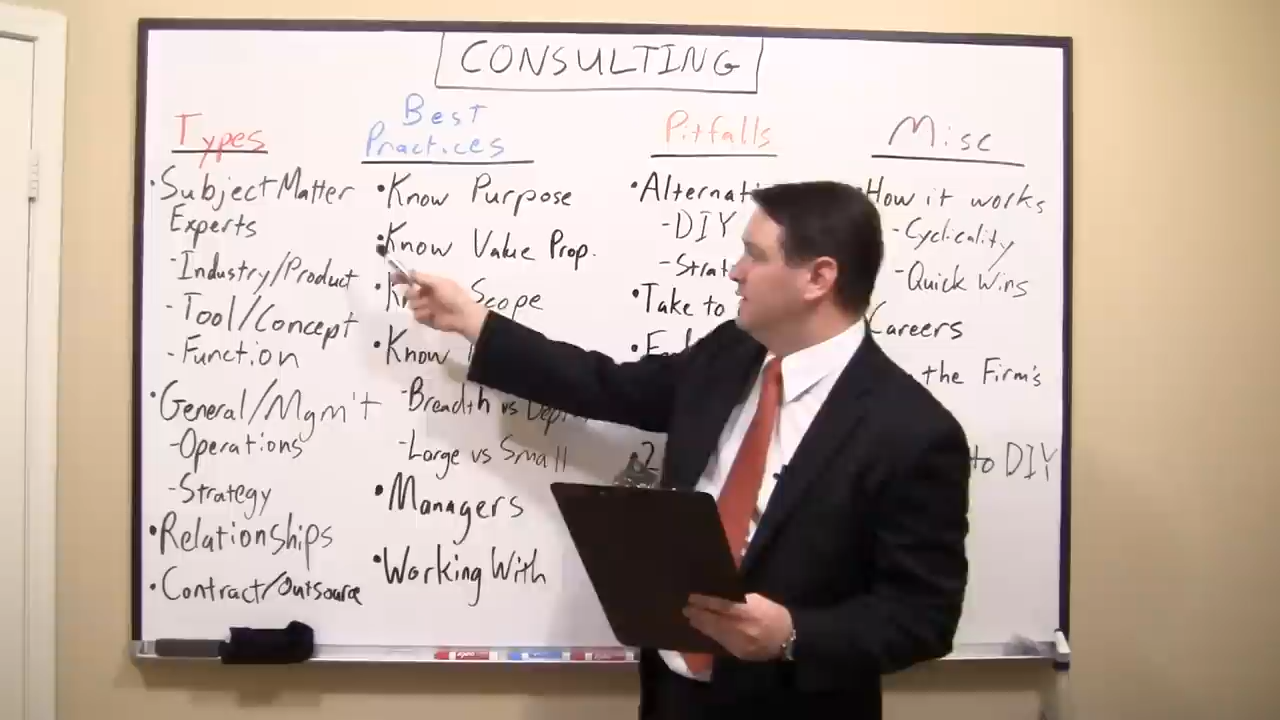 CONSULTING
Types
•Subject Matter
Experts
-Industry/Product
-Tool/Concept
-Function
•General/Mgm't
-Operations
-Strategy
•Relationships
•Contract/Outsource
Best
Practices
•Know Purpose
•Know Value Prop.
Scope
•Know
-Breadth vs
-Large vs Small
•Managers
•Working With
Pitfalls
-DIY
•Take to
•2
Misc
How it works
-Cyclicality
-Quick Wins
Careers
the Firm's
to DIY